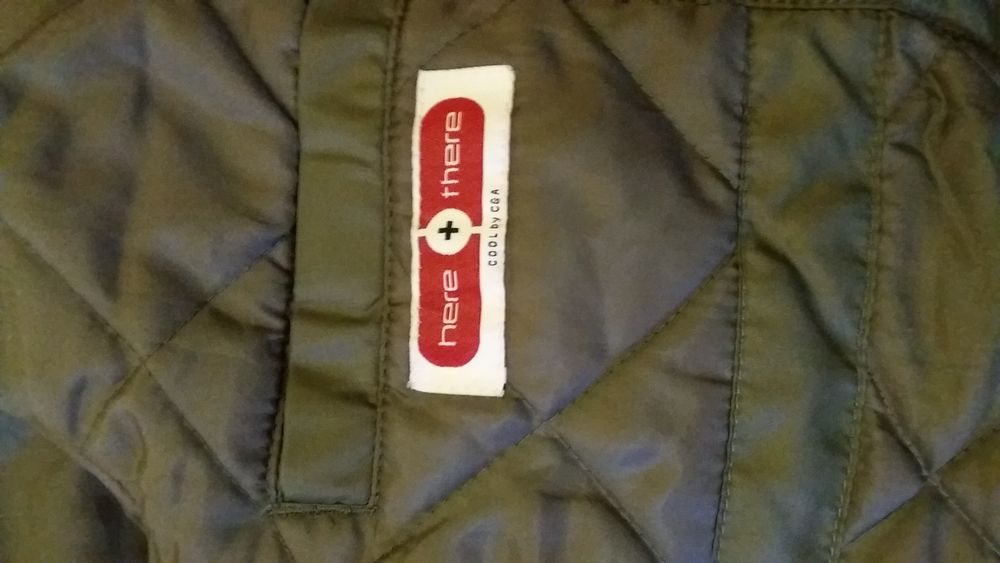 here + there
COOL by C&A